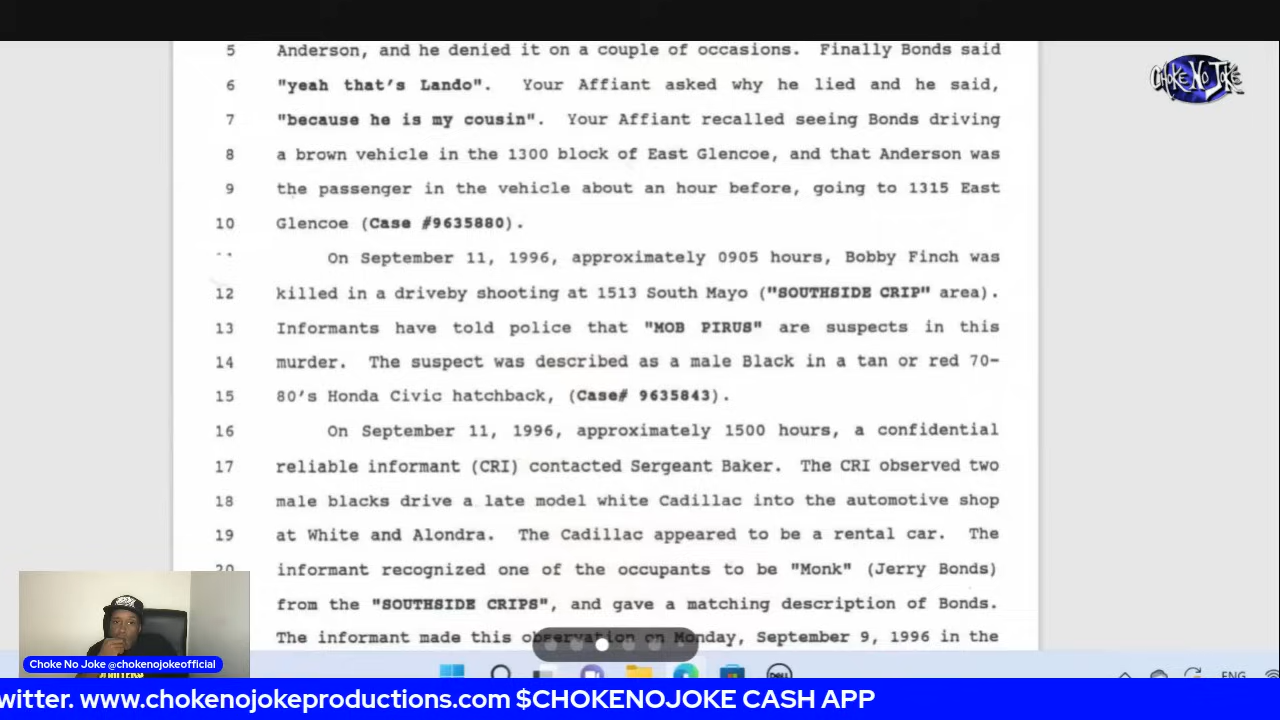 CHOKE NO JOKE
5 Anderson, and he denied it on a couple of occasions. Finally Bonds said
6 "yeah that's Lando". Your Affiant asked why he lied and he said,
7 "because he is my cousin". Your Affiant recalled seeing Bonds driving
8 a brown vehicle in the 1300 block of East Glencoe, and that Anderson was
9 the passenger in the vehicle about an hour before, going to 1315 East
10 Glencoe (Case #9635880).
On September 11, 1996, approximately 0905 hours, Bobby Finch was
12 killed in a driveby shooting at 1513 South Mayo ("SOUTHSIDE CRIP" area).
13 Informants have told police that "MOB PIRUS" are suspects in this
14 murder. The suspect was described as a male Black in a tan or red 70-
15 80's Honda Civic hatchback, (Case# 9635843).
16 On September 11, 1996, approximately 1500 hours, a confidential
17 reliable informant (CRI) contacted Sergeant Baker. The CRI observed two
18 male blacks drive a late model white Cadillac into the automotive shop
19 at White and Alondra. The Cadillac appeared to be a rental car. The
20 informant recognized one of the occupants to be "Monk" (Jerry Bonds)
from the "SOUTHSIDE CRIPS", and gave a matching description of Bonds.
The informant made this observation on Monday, September 9, 1996 in the
Choke No Joke @chokenojokeofficial
DELL
ENG
witter. www.chokenojokeproductions.com $CHOKENOJOKE CASH APP